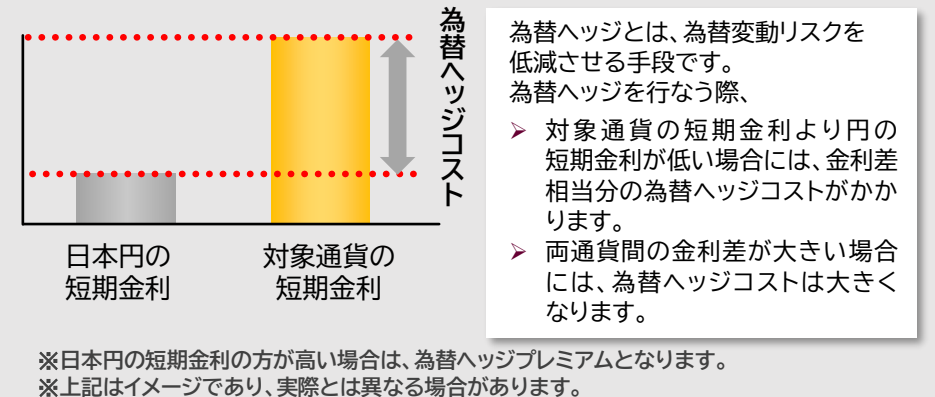 為替ヘッジコスト
日本円の
短期金利
対象通貨の
短期金利
為替ヘッジとは、為替変動リスクを
低減させる手段です。
為替ヘッジを行なう際、
➢ 対象通貨の短期金利より円の
短期金利が低い場合には、金利差
相当分の為替ヘッジコストがかか
ります。
➢ 両通貨間の金利差が大きい場合
には、為替ヘッジコストは大きく
なります。
※日本円の短期金利の方が高い場合は、為替ヘッジプレミアムとなります。
※上記はイメージであり、実際とは異なる場合があります。